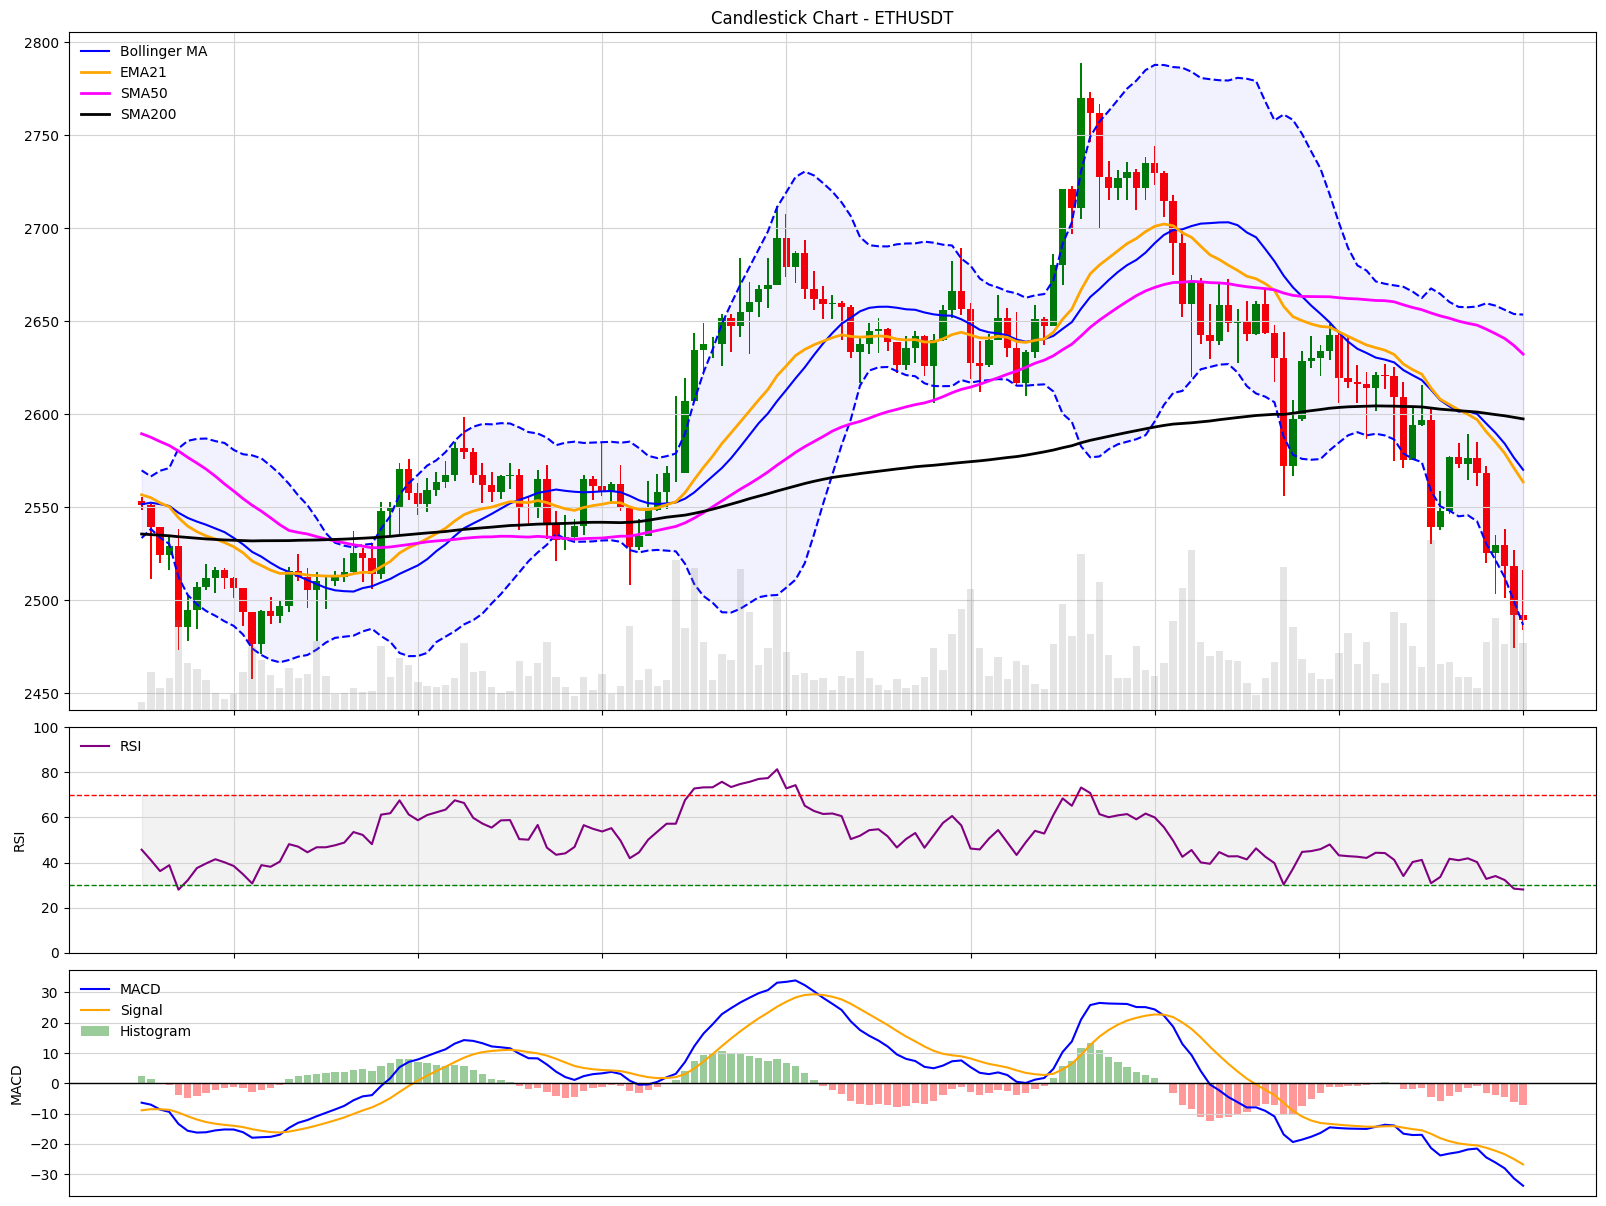 Candlestick Chart - ETHUSDT
Bollinger MA
EMA21
SMA50
SMA200
2800
2750
2700
2650
2600
2550
2500
2450
RSI
RSI
100
80
60
40
20
0
MACD
Signal
Histogram
MACD
30
20
10
0
−10
−20
−30